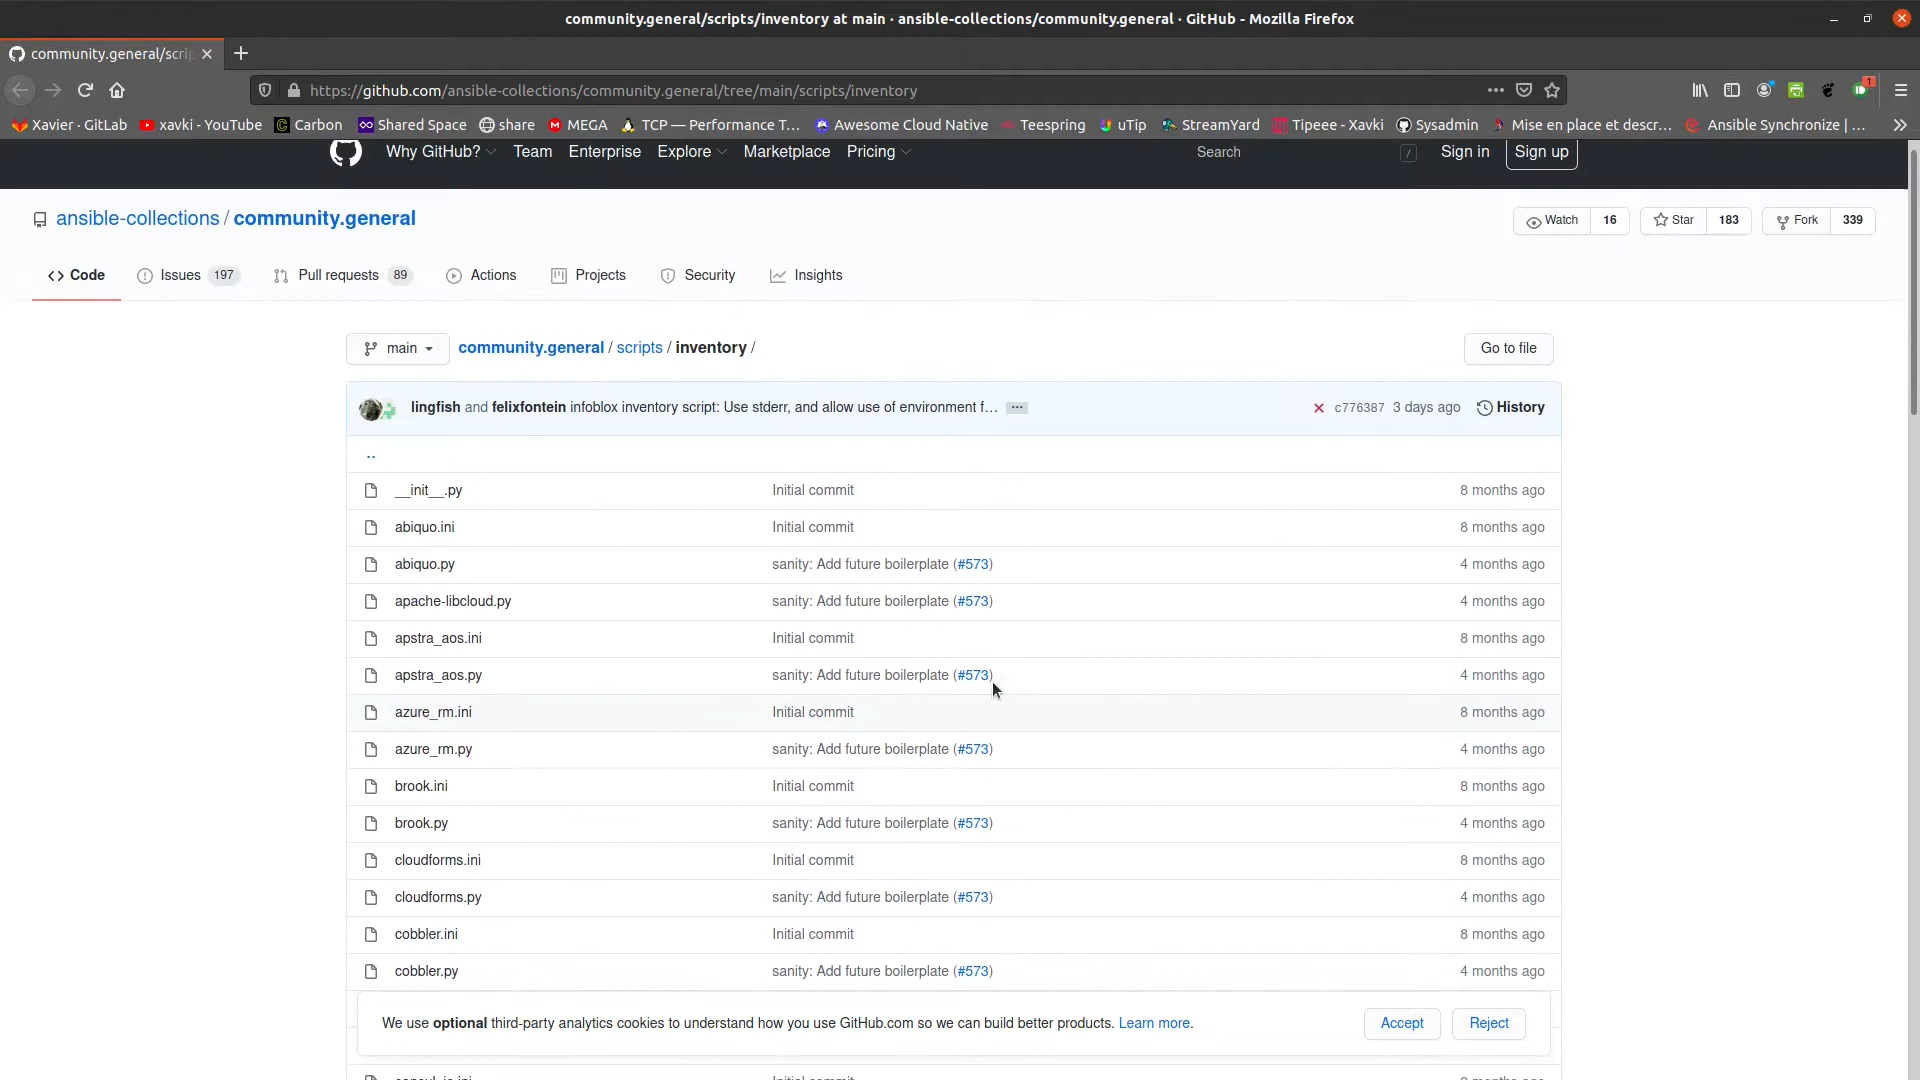 community.general/scripts/inventory at main · ansible-collections/community.general · GitHub - Mozilla Firefox
community.general/scri
https://github.com/ansible-collections/community.general/tree/main/scripts/inventory
1
Xavier · GitLab xavki - YouTube Carbon Shared Space share MEGA TCP — Performance T… Awesome Cloud Native Teespring uTip StreamYard Tipeee - Xavki Sysadmin Mise en place et descr… Ansible Synchronize | …
Why GitHub? Team Enterprise Explore Marketplace Pricing Search / Sign in Sign up
ansible-collections / community.general Watch 16 Star 183 Fork 339
Code Issues 197 Pull requests 89 Actions Projects Security Insights
main community.general / scripts / inventory / Go to file
lingfish and felixfontein infoblox inventory script: Use stderr, and allow use of environment f… … c776387 3 days ago History
..
__init__.py Initial commit 8 months ago
abiquo.ini Initial commit 8 months ago
abiquo.py sanity: Add future boilerplate (#573) 4 months ago
apache-libcloud.py sanity: Add future boilerplate (#573) 4 months ago
apstra_aos.ini Initial commit 8 months ago
apstra_aos.py sanity: Add future boilerplate (#573) 4 months ago
azure_rm.ini Initial commit 8 months ago
azure_rm.py sanity: Add future boilerplate (#573) 4 months ago
brook.ini Initial commit 8 months ago
brook.py sanity: Add future boilerplate (#573) 4 months ago
cloudforms.ini Initial commit 8 months ago
cloudforms.py sanity: Add future boilerplate (#573) 4 months ago
cobbler.ini Initial commit 8 months ago
cobbler.py sanity: Add future boilerplate (#573) 4 months ago
We use optional third-party analytics cookies to understand how you use GitHub.com so we can build better products. Learn more. Accept Reject